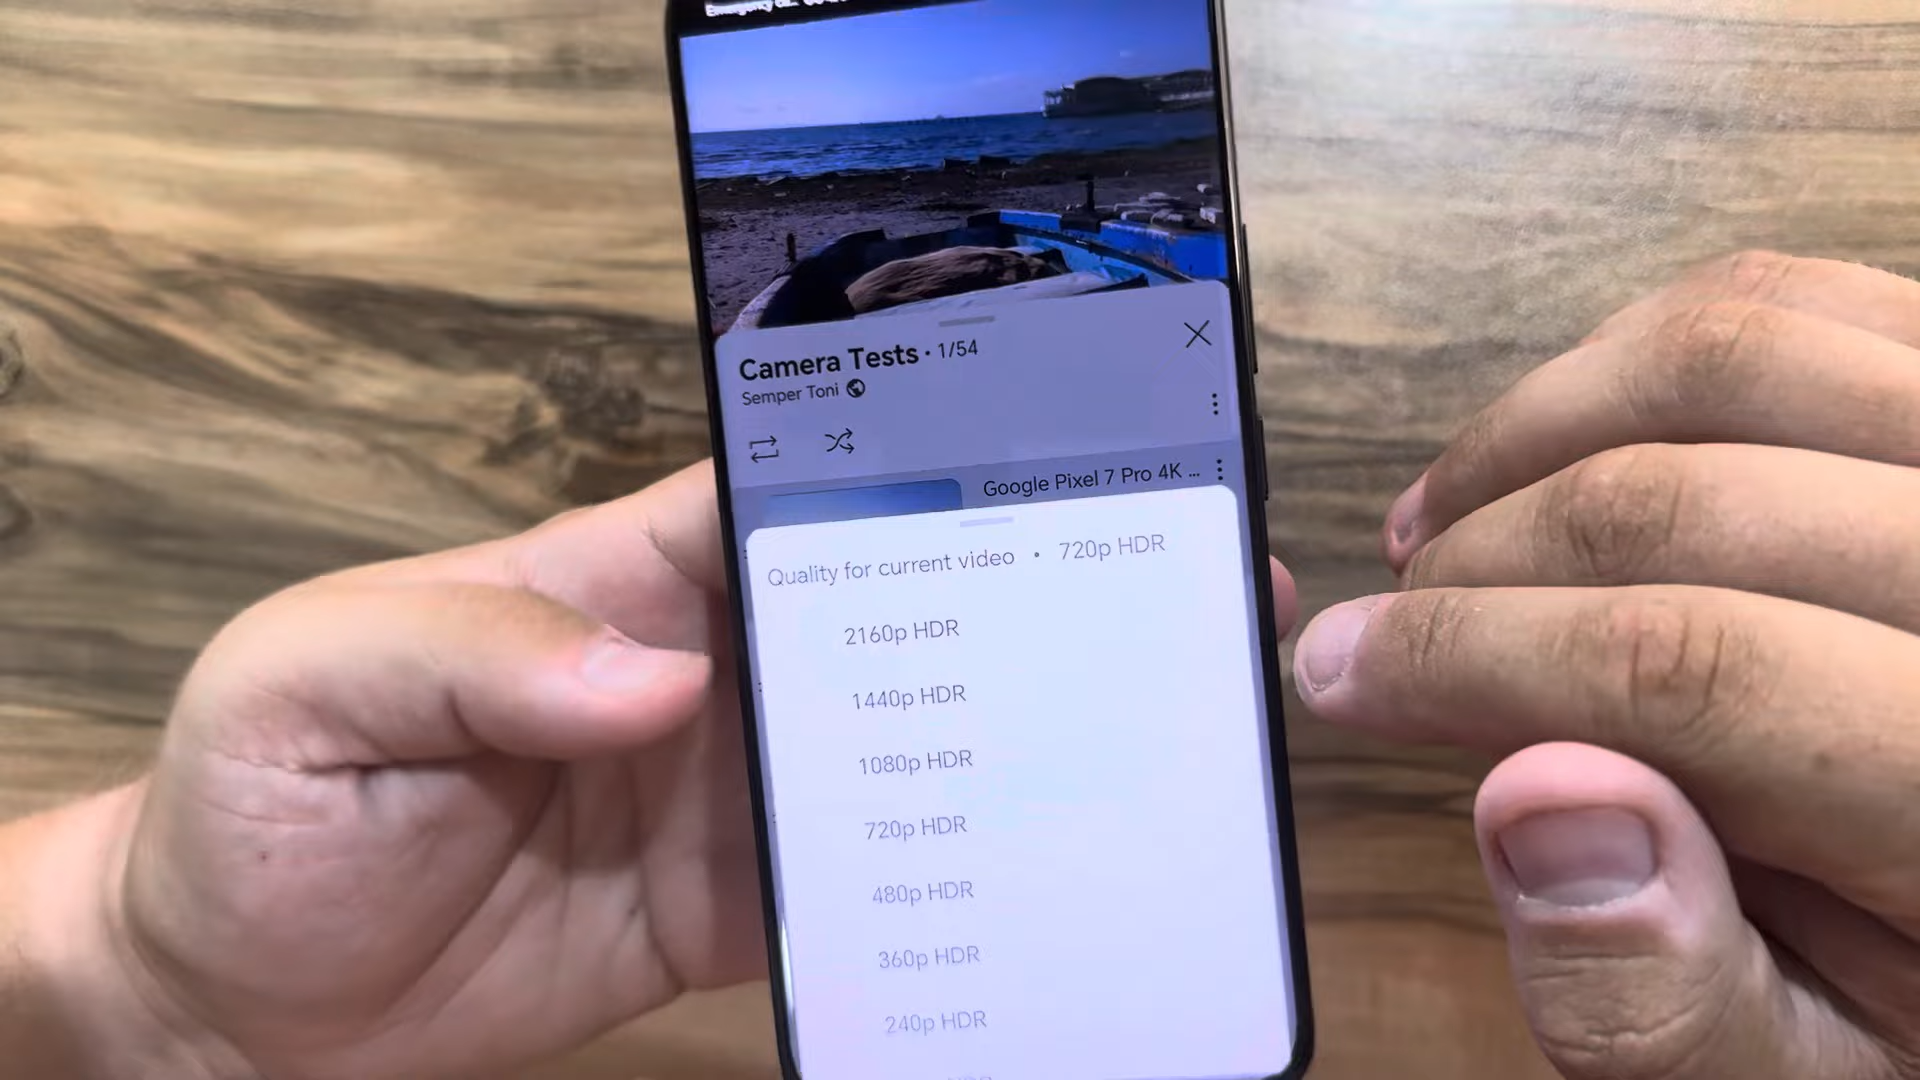 Emergency
Camera Tests · 1/54
Semper Toni
Google Pixel 7 Pro 4K ...
Quality for current video • 720p HDR
2160p HDR
1440p HDR
1080p HDR
720p HDR
480p HDR
360p HDR
240p HDR